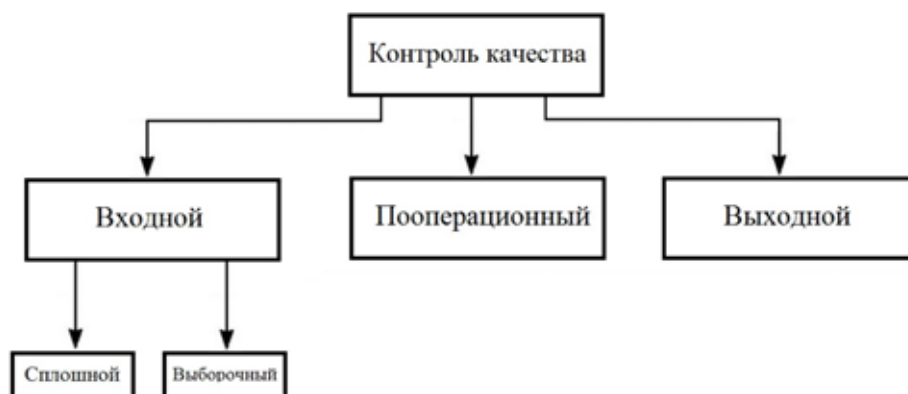 Контроль качества
Входной
Пооперационный
Выходной
Сплошной
Выборочный